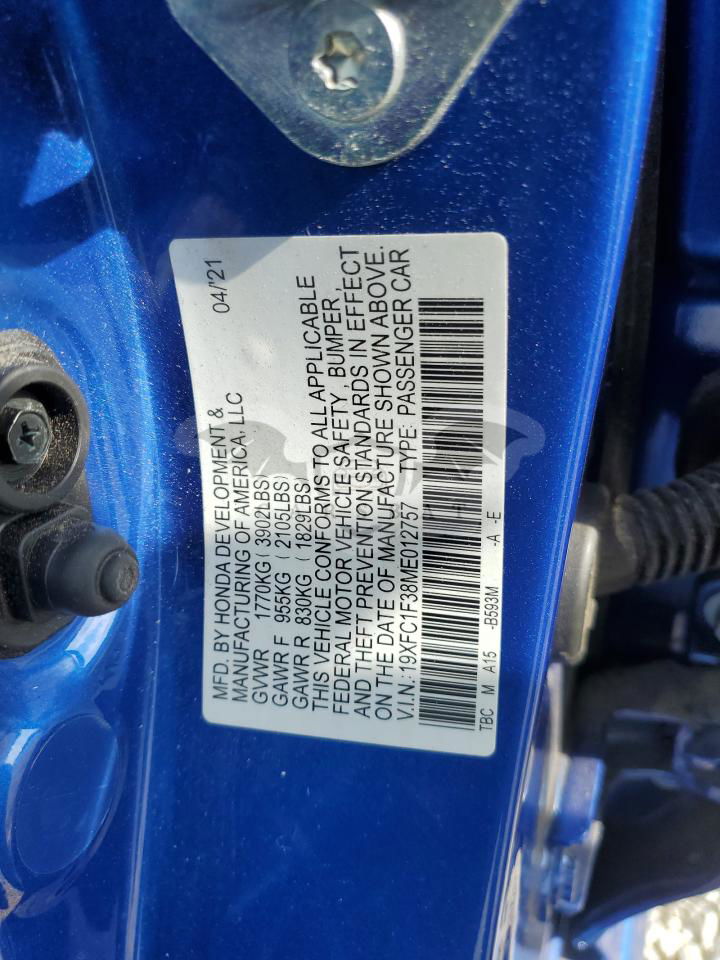 04/'21
MFD. BY HONDA DEVELOPMENT &
MANUFACTURING OF AMERICA, LLC
GVWR 1770KG (3902LBS)
GAWR F 955KG (2105LBS)
GAWR R 830KG (1829LBS)
THIS VEHICLE CONFORMS TO ALL APPLICABLE
FEDERAL MOTOR VEHICLE SAFETY, BUMPER,
AND THEFT PREVENTION STANDARDS IN EFFECT
ON THE DATE OF MANUFACTURE SHOWN ABOVE.
V.I.N.: 19XFC1F38ME012757 TYPE: PASSENGER CAR
TBC M A15 -B593M -A -E